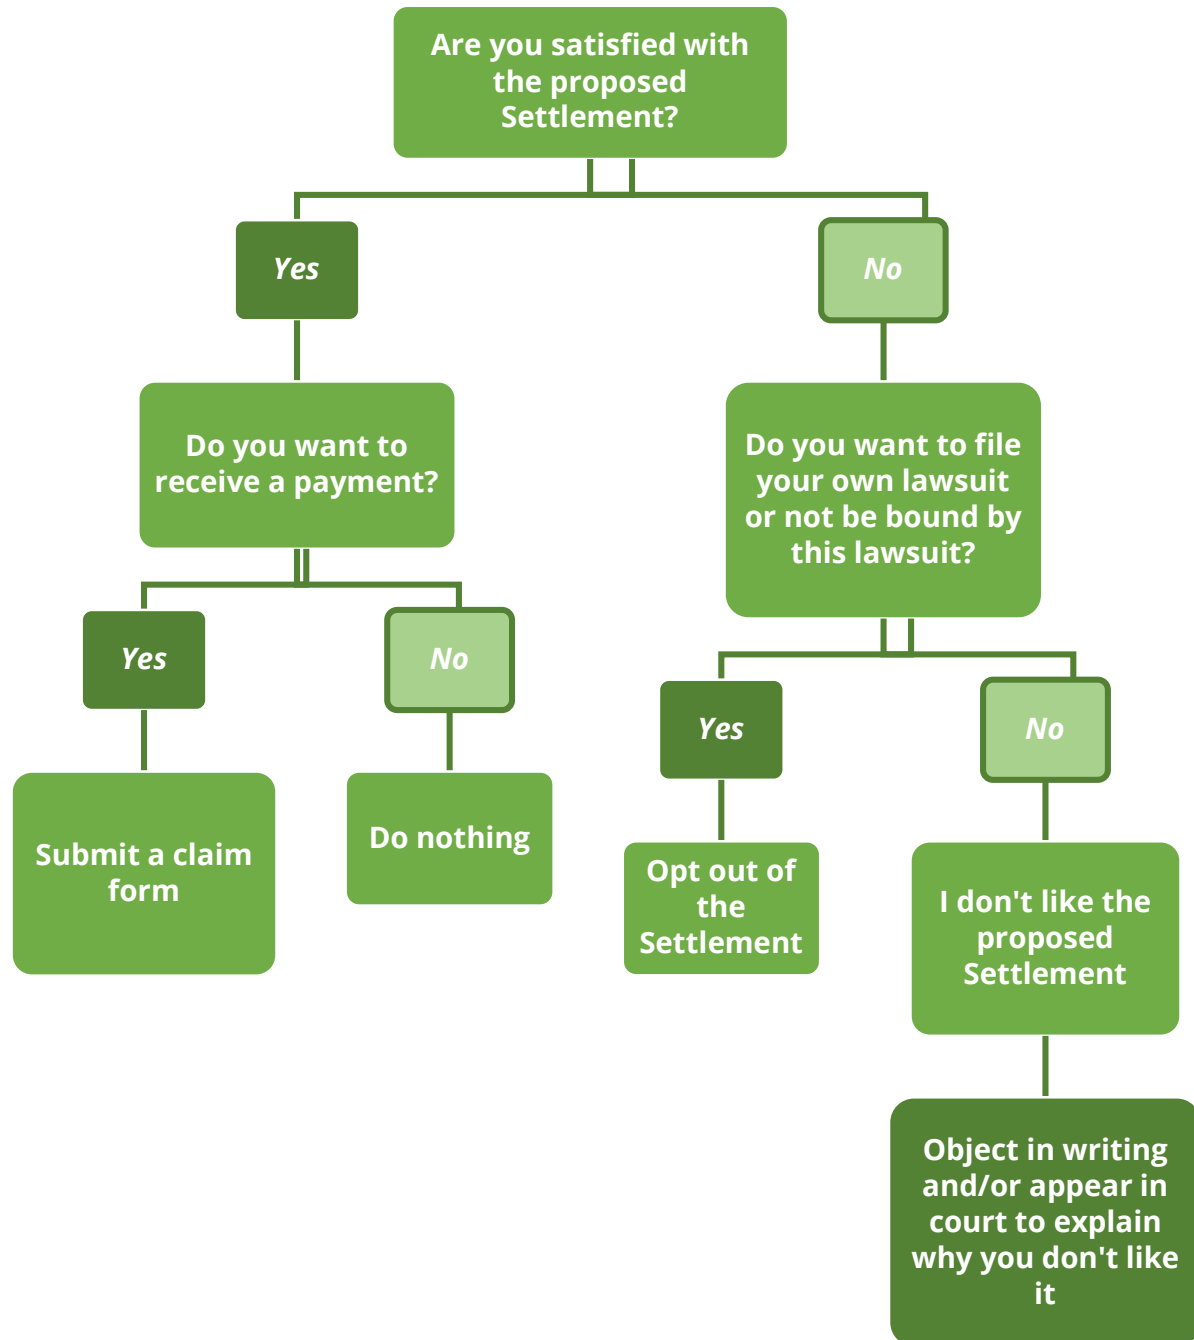 Are you satisfied with
the proposed
Settlement?
Yes
No
Do you want to
receive a payment?
Do you want to file
your own lawsuit
or not be bound by
this lawsuit?
Yes
No
Yes
No
Submit a claim
form
Do nothing
Opt out of
the
Settlement
I don't like the
proposed
Settlement
Object in writing
and/or appear in
court to explain
why you don't like
it